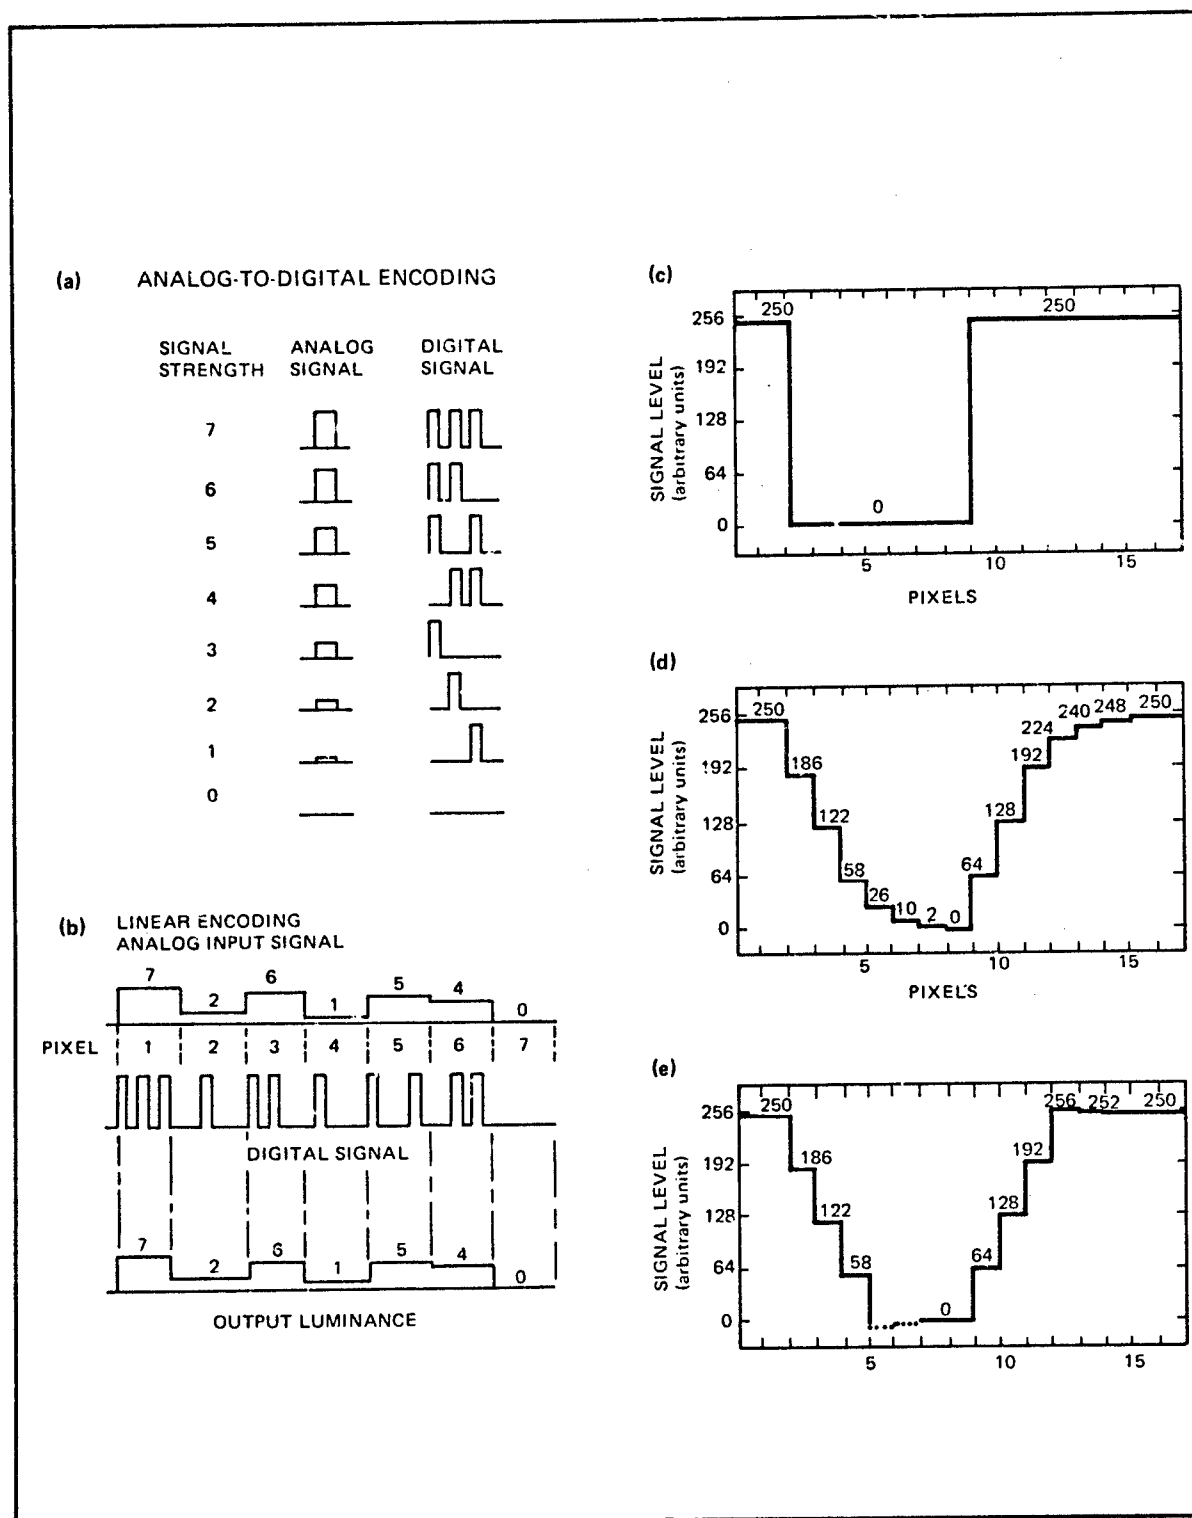 (a) ANALOG-TO-DIGITAL ENCODING
SIGNAL STRENGTH ANALOG SIGNAL DIGITAL SIGNAL
7
6
5
4
3
2
1
0
(b) LINEAR ENCODING
ANALOG INPUT SIGNAL
7 2 6 1 5 4 0
PIXEL 1 2 3 4 5 6 7
DIGITAL SIGNAL
7 2 6 1 5 4 0
OUTPUT LUMINANCE
(c)
SIGNAL LEVEL
(arbitrary units)
256
192
128
64
0
250 0 250
5 10 15
PIXELS
(d)
SIGNAL LEVEL
(arbitrary units)
256
192
128
64
0
250 186 122 58 26 10 2 0 64 128 192 224 240 248 250
5 10 15
PIXELS
(e)
SIGNAL LEVEL
(arbitrary units)
256
192
128
64
0
250 186 122 58 0 64 128 192 256 252 250
5 10 15